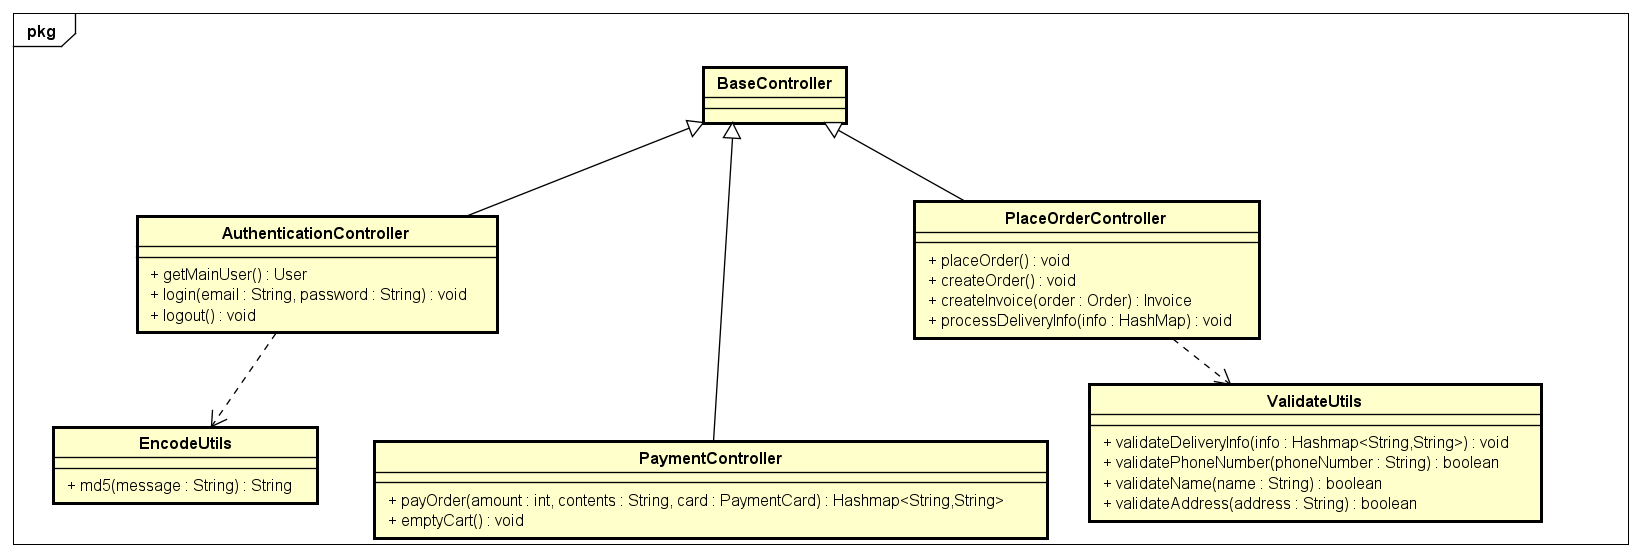 pkg
BaseController
AuthenticationController
+ getMainUser() : User
+ login(email : String, password : String) : void
+ logout() : void
PlaceOrderController
+ placeOrder() : void
+ createOrder() : void
+ createInvoice(order : Order) : Invoice
+ processDeliveryInfo(info : HashMap) : void
EncodeUtils
+ md5(message : String) : String
PaymentController
+ payOrder(amount : int, contents : String, card : PaymentCard) : Hashmap<String,String>
+ emptyCart() : void
ValidateUtils
+ validateDeliveryInfo(info : Hashmap<String,String>) : void
+ validatePhoneNumber(phoneNumber : String) : boolean
+ validateName(name : String) : boolean
+ validateAddress(address : String) : boolean